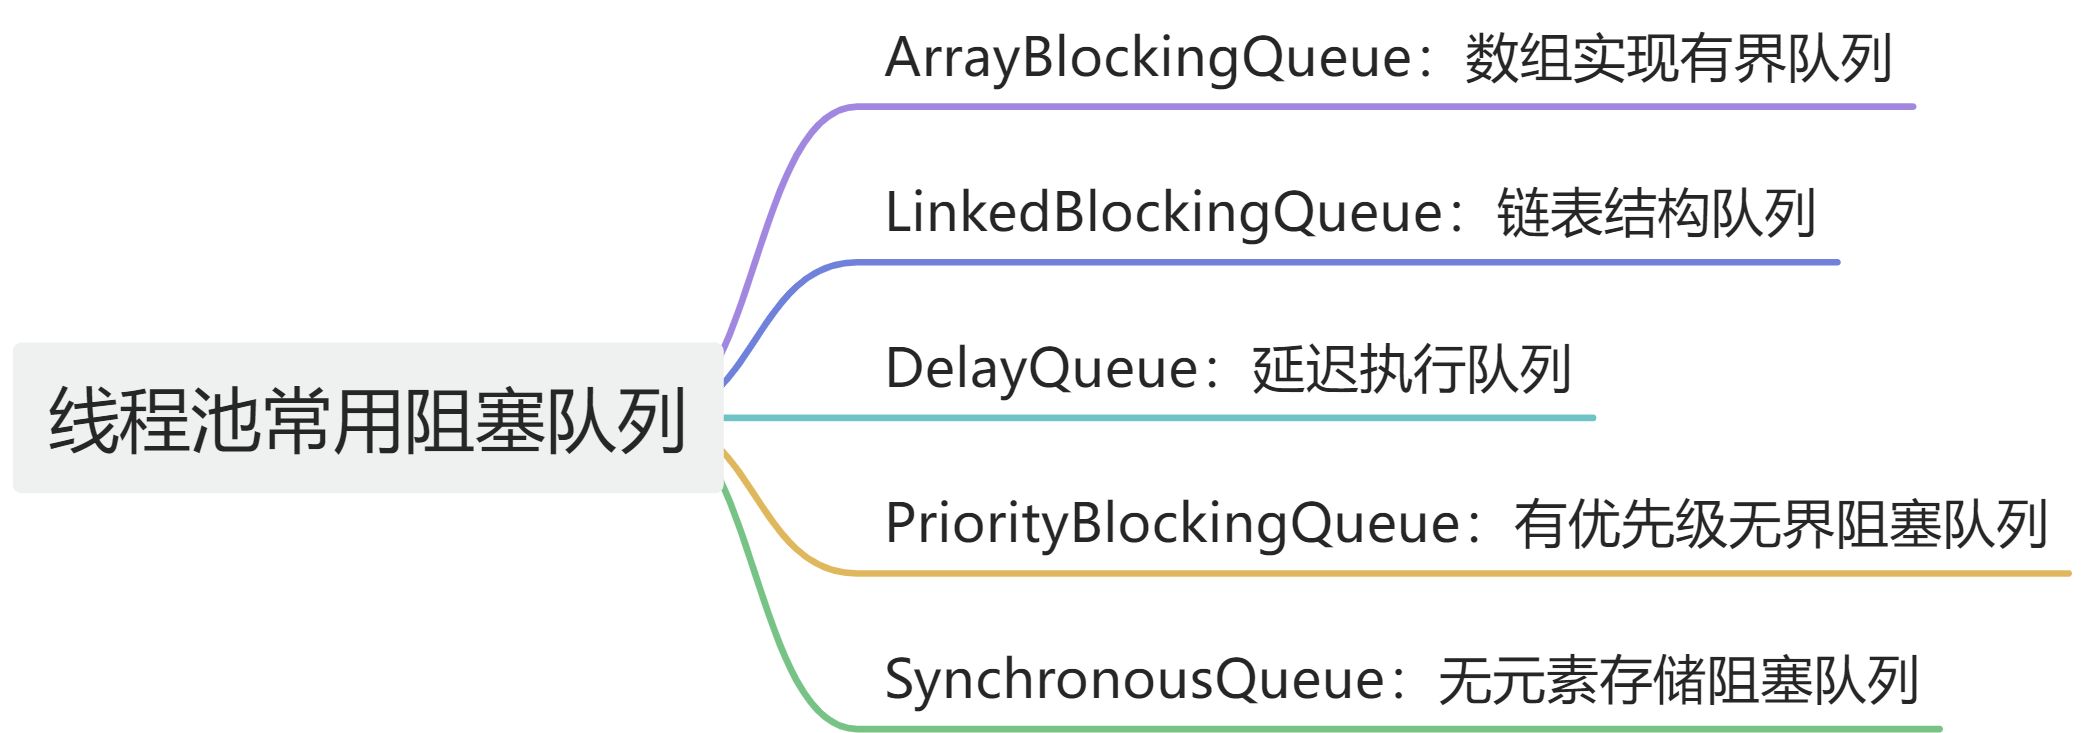 ArrayBlockingQueue：数组实现有界队列
LinkedBlockingQueue：链表结构队列
DelayQueue：延迟执行队列
线程池常用阻塞队列
PriorityBlockingQueue：有优先级无界阻塞队列
SynchronousQueue：无元素存储阻塞队列